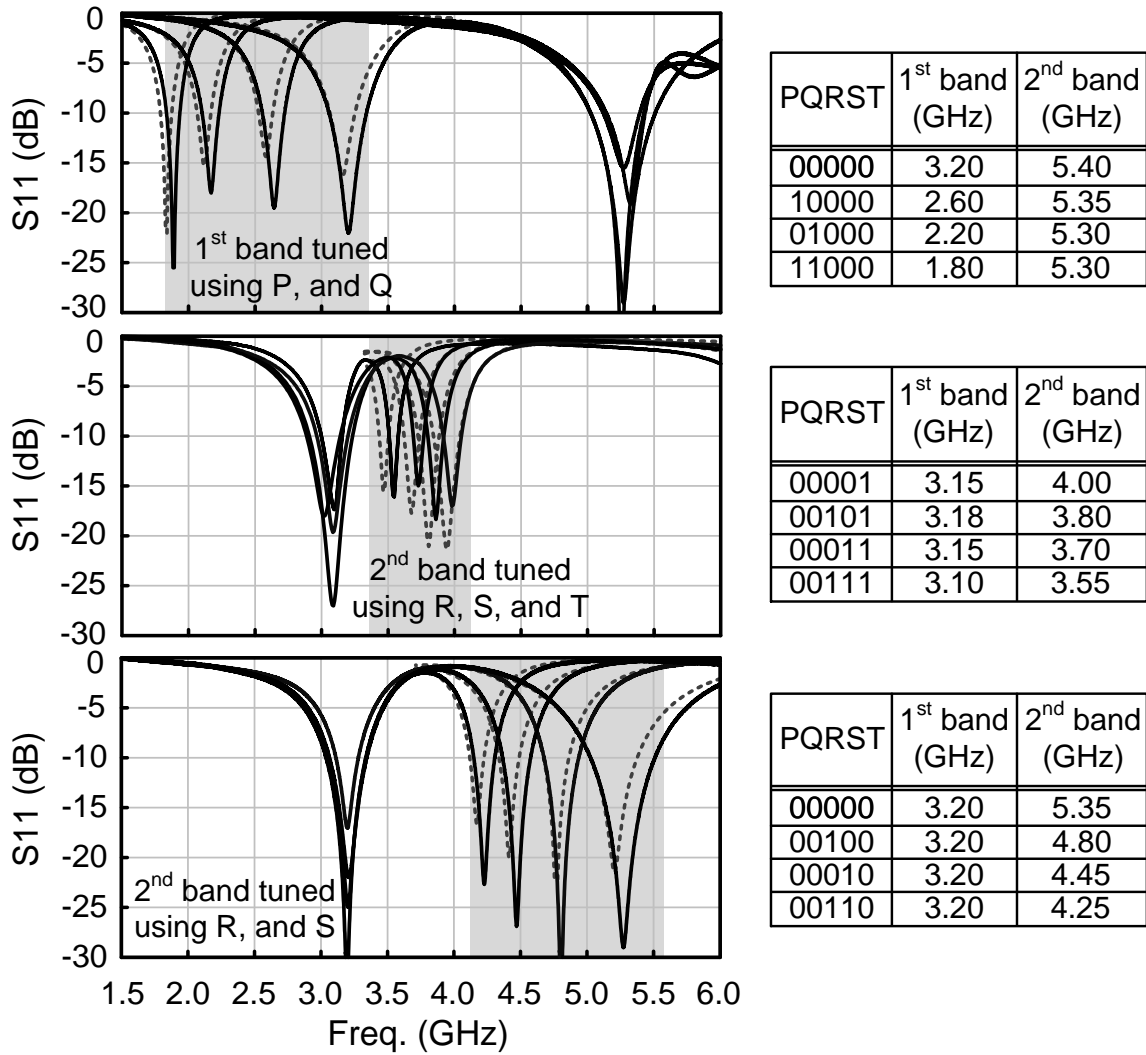 0
-5
-10
-15
-20
-25
-30
S11 (dB)
1st band tuned
using P, and Q
PQRST 1st band (GHz) 2nd band (GHz)
00000 3.20 5.40
10000 2.60 5.35
01000 2.20 5.30
11000 1.80 5.30
0
-5
-10
-15
-20
-25
-30
S11 (dB)
2nd band tuned
using R, S, and T
PQRST 1st band (GHz) 2nd band (GHz)
00001 3.15 4.00
00101 3.18 3.80
00011 3.15 3.70
00111 3.10 3.55
0
-5
-10
-15
-20
-25
-30
S11 (dB)
2nd band tuned
using R, and S
PQRST 1st band (GHz) 2nd band (GHz)
00000 3.20 5.35
00100 3.20 4.80
00010 3.20 4.45
00110 3.20 4.25
1.5 2.0 2.5 3.0 3.5 4.0 4.5 5.0 5.5 6.0
Freq. (GHz)